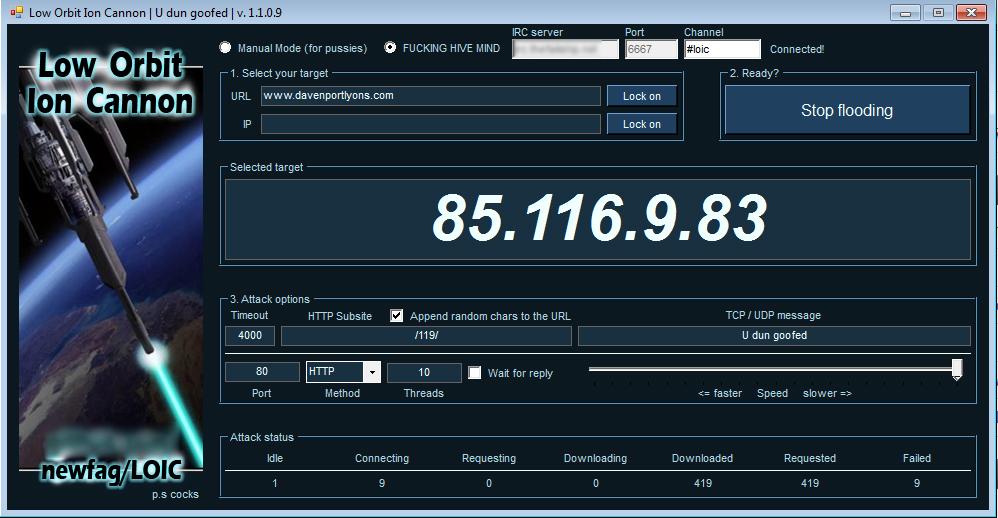 Low Orbit Ion Cannon | U dun goofed | v. 1.1.0.9
Low Orbit
Ion Cannon
Manual Mode (for pussies)
FUCKING HIVE MIND
IRC server
Port
6667
Channel
#loic
Connected!
1. Select your target
URL
www.davenportlyons.com
Lock on
IP
Lock on
2. Ready?
Stop flooding
Selected target
85.116.9.83
3. Attack options
Timeout
HTTP Subsite
Append random chars to the URL
TCP / UDP message
4000
/119/
U dun goofed
80
HTTP
10
Wait for reply
Port
Method
Threads
<= faster
Speed
slower =>
Attack status
Idle
Connecting
Requesting
Downloading
Downloaded
Requested
Failed
1
9
0
0
419
419
9
newfag/LOIC
p.s cocks